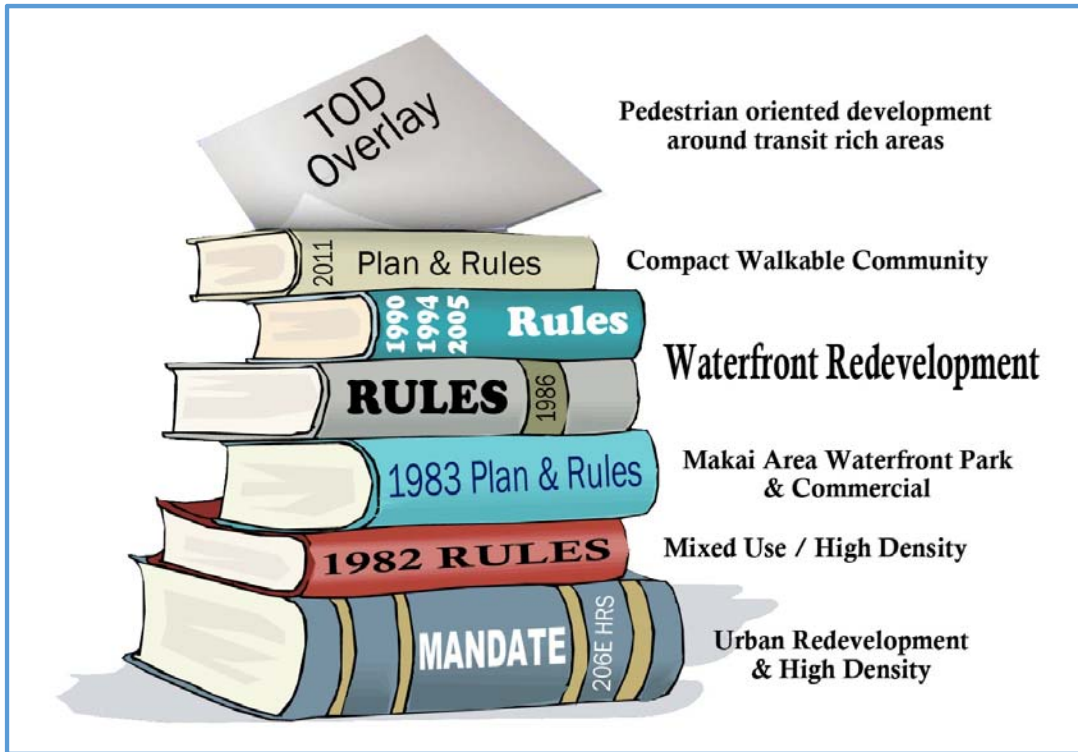 TOD
Overlay
Pedestrian oriented development
around transit rich areas
2011
Plan & Rules
Compact Walkable Community
1990
1994
2005
Rules
Waterfront Redevelopment
RULES
1986
1983 Plan & Rules
Makai Area Waterfront Park
& Commercial
1982 RULES
Mixed Use / High Density
MANDATE
206E HRS
Urban Redevelopment
& High Density